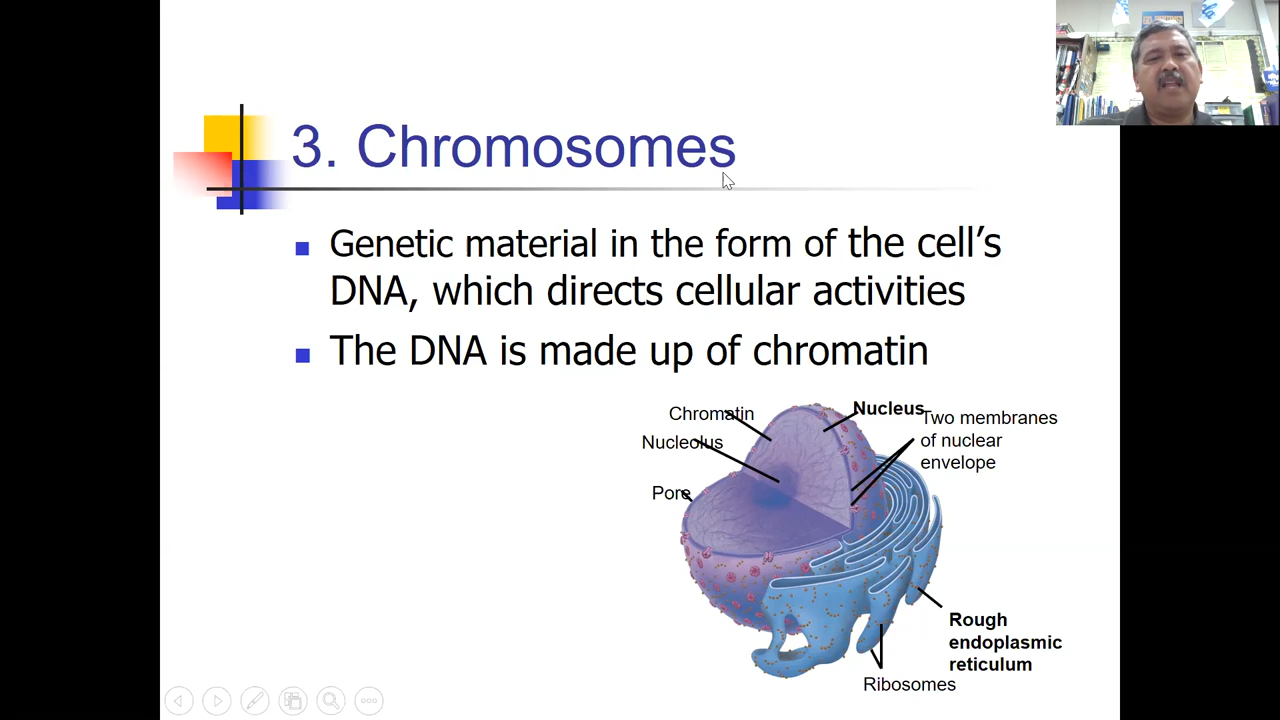 3. Chromosomes
Genetic material in the form of the cell’s
DNA, which directs cellular activities
The DNA is made up of chromatin
Chromatin
Nucleolus
Pore
Nucleus
Two membranes
of nuclear
envelope
Rough
endoplasmic
reticulum
Ribosomes